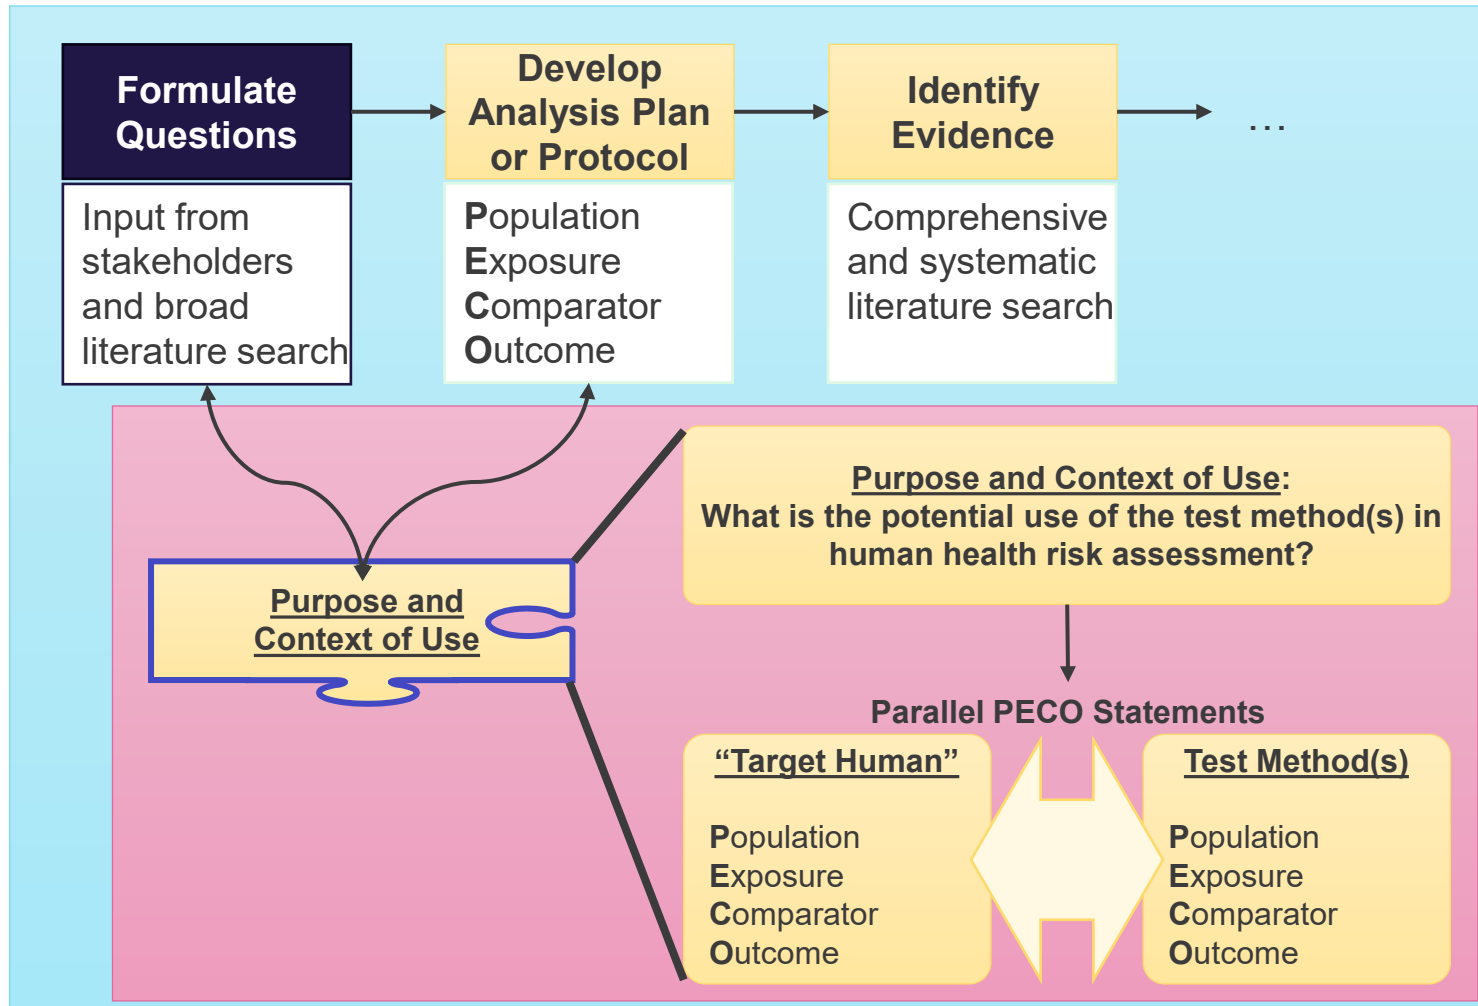 Formulate
Questions
Input from
stakeholders
and broad
literature search
Develop
Analysis Plan
or Protocol
Population
Exposure
Comparator
Outcome
Identify
Evidence
Comprehensive
and systematic
literature search
...
Purpose and
Context of Use
Purpose and Context of Use:
What is the potential use of the test method(s) in
human health risk assessment?
Parallel PECO Statements
“Target Human”
Population
Exposure
Comparator
Outcome
Test Method(s)
Population
Exposure
Comparator
Outcome